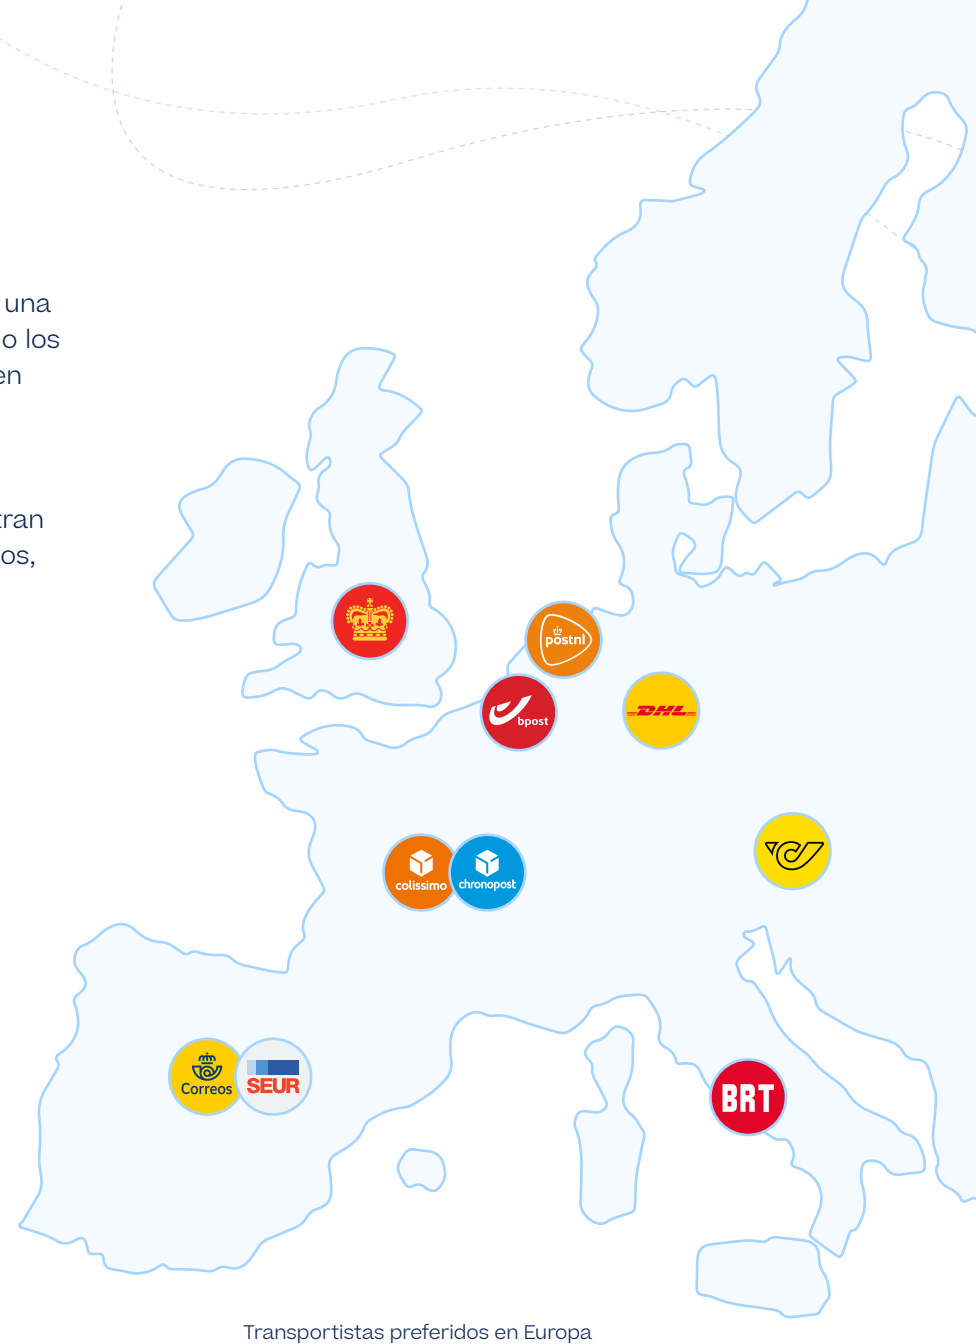 una
o los
en
tran
os,
postnl
bpost
DHL
colissimo
chronopost
Correos
SEUR
BRT
Transportistas preferidos en Europa